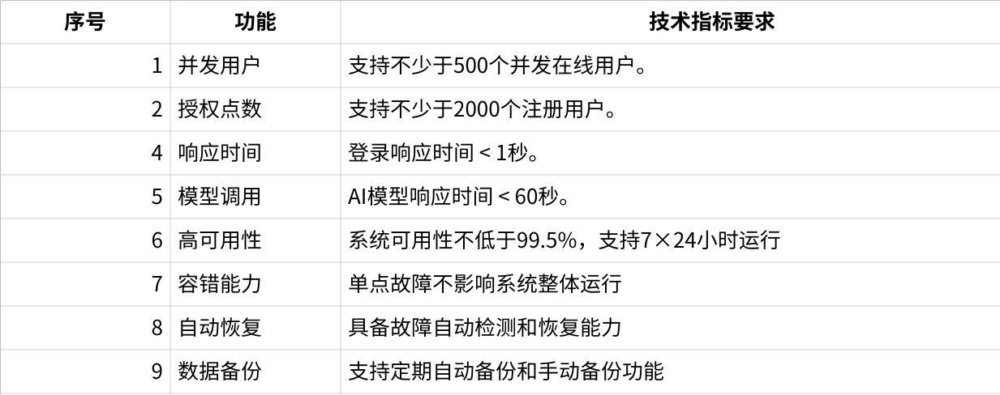 序号 功能 技术指标要求
1 并发用户 支持不少于500个并发在线用户。
2 授权点数 支持不少于2000个注册用户。
4 响应时间 登录响应时间 < 1秒。
5 模型调用 AI模型响应时间 < 60秒。
6 高可用性 系统可用性不低于99.5%，支持7×24小时运行
7 容错能力 单点故障不影响系统整体运行
8 自动恢复 具备故障自动检测和恢复能力
9 数据备份 支持定期自动备份和手动备份功能